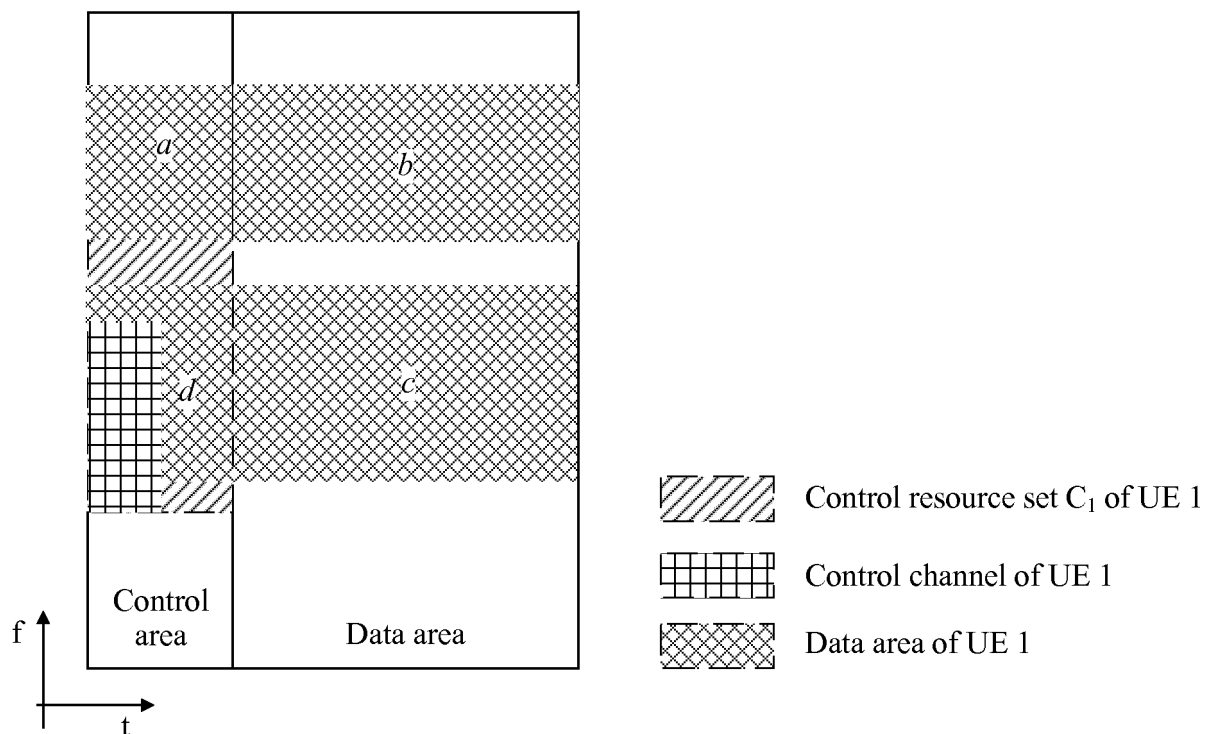 a
b
d
c
Control resource set C₁ of UE 1
Control channel of UE 1
Control
area
Data area
Data area of UE 1
f
t